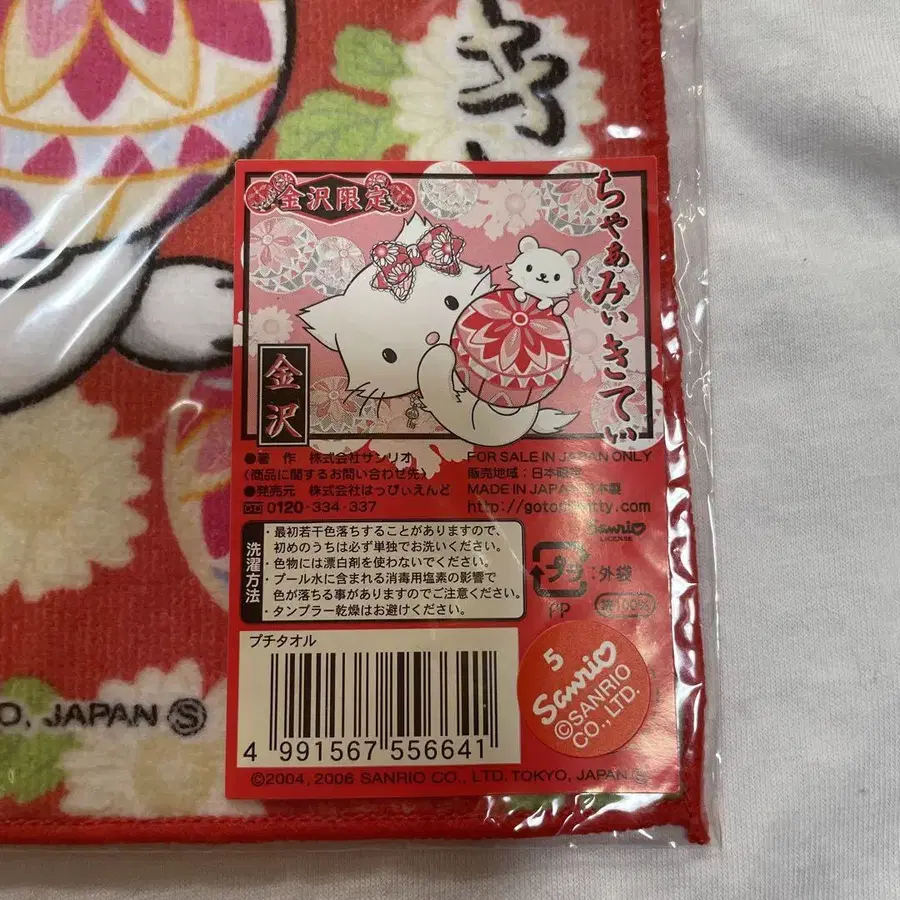 き
金沢限定
ちゃぁみぃきてぃ
金沢
●著 作 株式会社サンリオ
(商品に関するお問い合わせ先)
●発売元 株式会社はっぴぃえんど
0120-334-337
FOR SALE IN JAPAN ONLY
販売地域:日本限定
MADE IN JAPAN 日本製
Sanrio
LICENSE
洗濯方法
・最初若干色落ちすることがありますので、
初めのうちは必ず単独でお洗いください。
・色物には漂白剤を使わないでください。
・プール水に含まれる消毒用塩素の影響で
色が落ちる事がありますのでご注意ください。
・タンブラー乾燥はお避けください。
プラ:外袋
PP
綿100%
プチタオル
4 991567 556641
5
Sanrio
©SANRIO
CO., LTD.
©2004, 2006 SANRIO CO., LTD. TOKYO, JAPAN Ⓢ
O, JAPAN Ⓢ